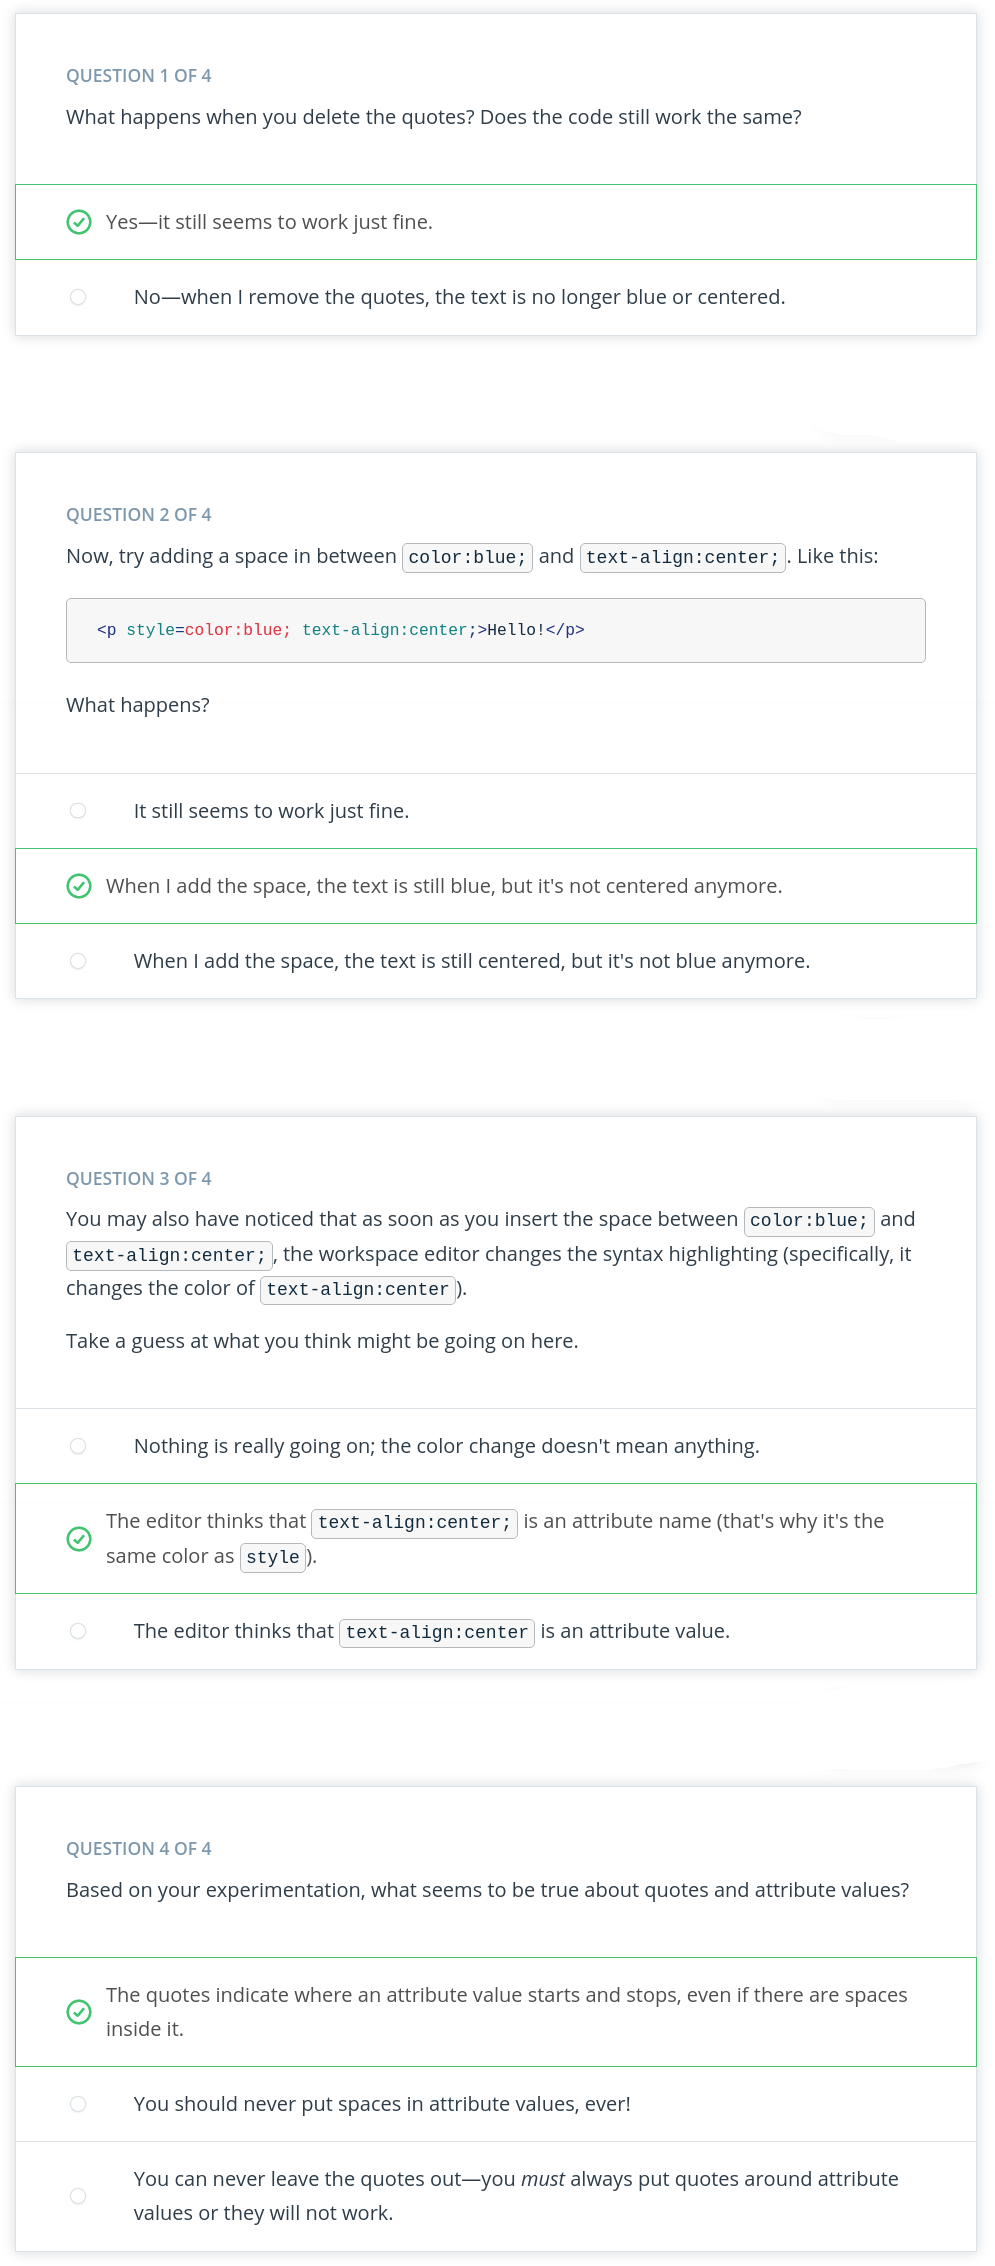 QUESTION 1 OF 4
What happens when you delete the quotes? Does the code still work the same?
Yes—it still seems to work just fine.
No—when I remove the quotes, the text is no longer blue or centered.
QUESTION 2 OF 4
Now, try adding a space in between color:blue; and text-align:center;. Like this:
<p style=color:blue; text-align:center;>Hello!</p>
What happens?
It still seems to work just fine.
When I add the space, the text is still blue, but it's not centered anymore.
When I add the space, the text is still centered, but it's not blue anymore.
QUESTION 3 OF 4
You may also have noticed that as soon as you insert the space between color:blue; and
text-align:center;, the workspace editor changes the syntax highlighting (specifically, it
changes the color of text-align:center).
Take a guess at what you think might be going on here.
Nothing is really going on; the color change doesn't mean anything.
The editor thinks that text-align:center; is an attribute name (that's why it's the
same color as style).
The editor thinks that text-align:center is an attribute value.
QUESTION 4 OF 4
Based on your experimentation, what seems to be true about quotes and attribute values?
The quotes indicate where an attribute value starts and stops, even if there are spaces
inside it.
You should never put spaces in attribute values, ever!
You can never leave the quotes out—you must always put quotes around attribute
values or they will not work.